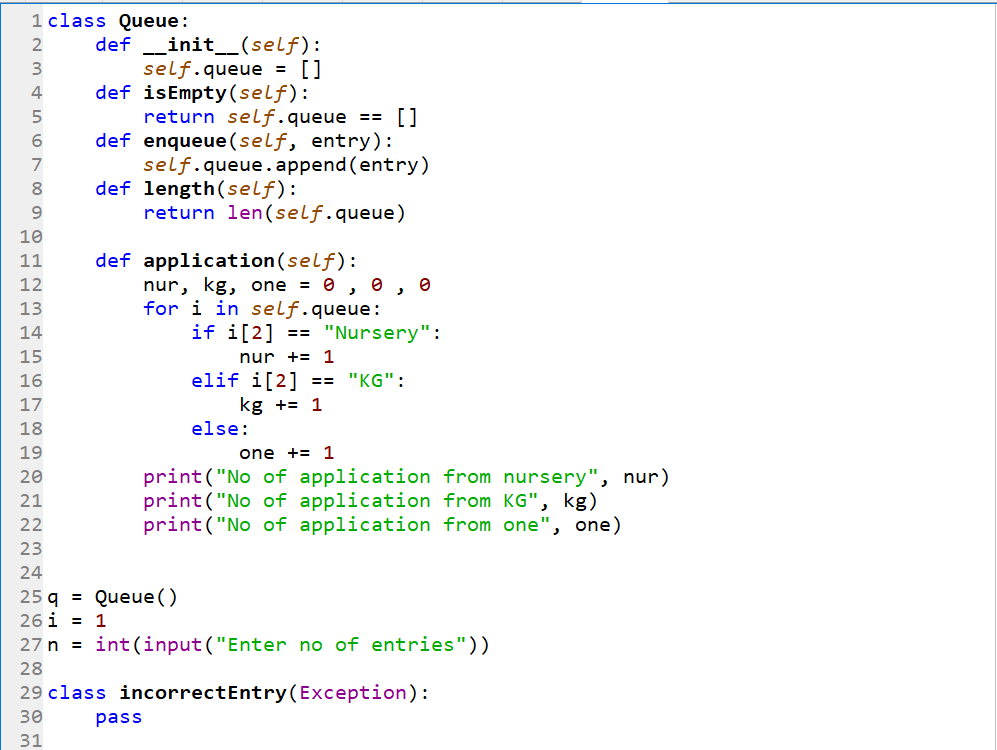 1 class Queue:
2     def __init__(self):
3         self.queue = []
4     def isEmpty(self):
5         return self.queue == []
6     def enqueue(self, entry):
7         self.queue.append(entry)
8     def length(self):
9         return len(self.queue)
10
11     def application(self):
12         nur, kg, one = 0 , 0 , 0
13         for i in self.queue:
14             if i[2] == "Nursery":
15                 nur += 1
16             elif i[2] == "KG":
17                 kg += 1
18             else:
19                 one += 1
20         print("No of application from nursery", nur)
21         print("No of application from KG", kg)
22         print("No of application from one", one)
23
24
25 q = Queue()
26 i = 1
27 n = int(input("Enter no of entries"))
28
29 class incorrectEntry(Exception):
30     pass
31